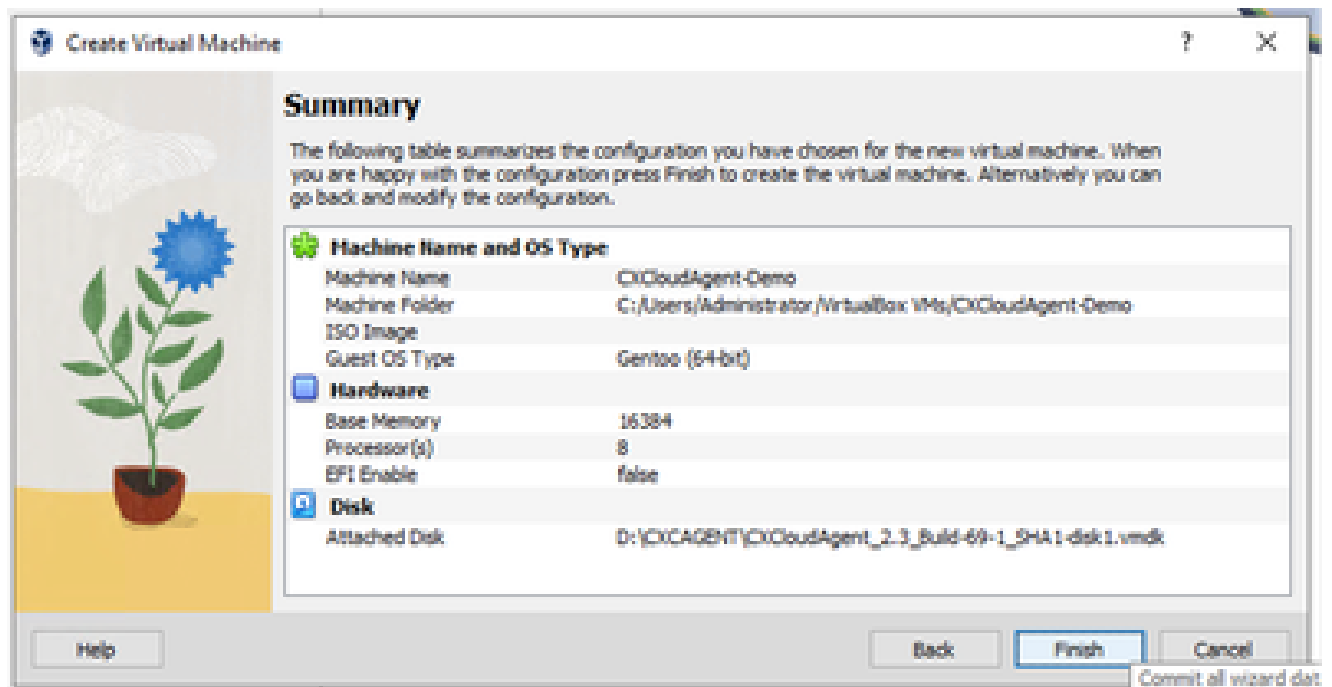 Create Virtual Machine
?
Summary
The following table summarizes the configuration you have chosen for the new virtual machine. When
you are happy with the configuration press Finish to create the virtual machine. Alternatively you can
go back and modify the configuration.
Machine Name and OS Type
Machine Name CXCloudAgent-Demo
Machine Folder C:/Users/Administrator/VirtualBox VMs/CXCloudAgent-Demo
ISO Image
Guest OS Type Gentoo (64-bit)
Hardware
Base Memory 16384
Processor(s) 8
EFI Enable false
Disk
Attached Disk D:\CXCAGENT\CXCloudAgent_2.3_Build-69-1_SHA1-disk1.vmdk
Help Back Finish Cancel
Commit all wizard dat